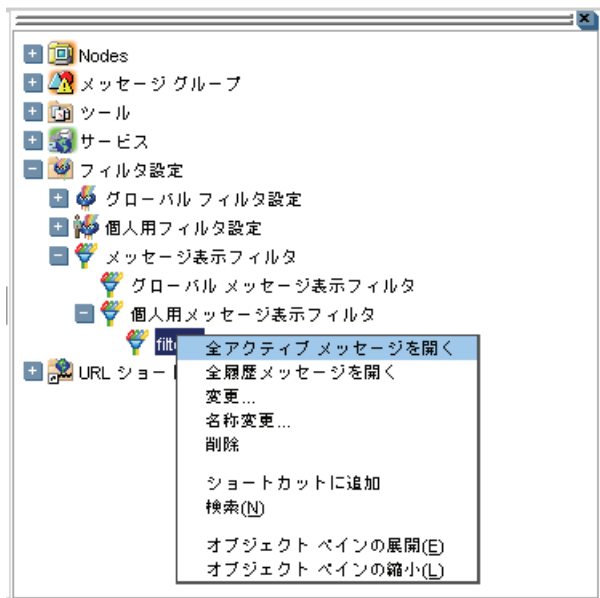 Nodes
メッセージ グループ
ツール
サービス
フィルタ設定
グローバル フィルタ設定
個人用フィルタ設定
メッセージ表示フィルタ
グローバル メッセージ表示フィルタ
個人用メッセージ表示フィルタ
全アクティブ メッセージを開く
全履歴メッセージを開く
URL
変更...
名称変更...
削除
ショートカットに追加
検索(N)
オブジェクト ペインの展開(E)
オブジェクト ペインの縮小(L)